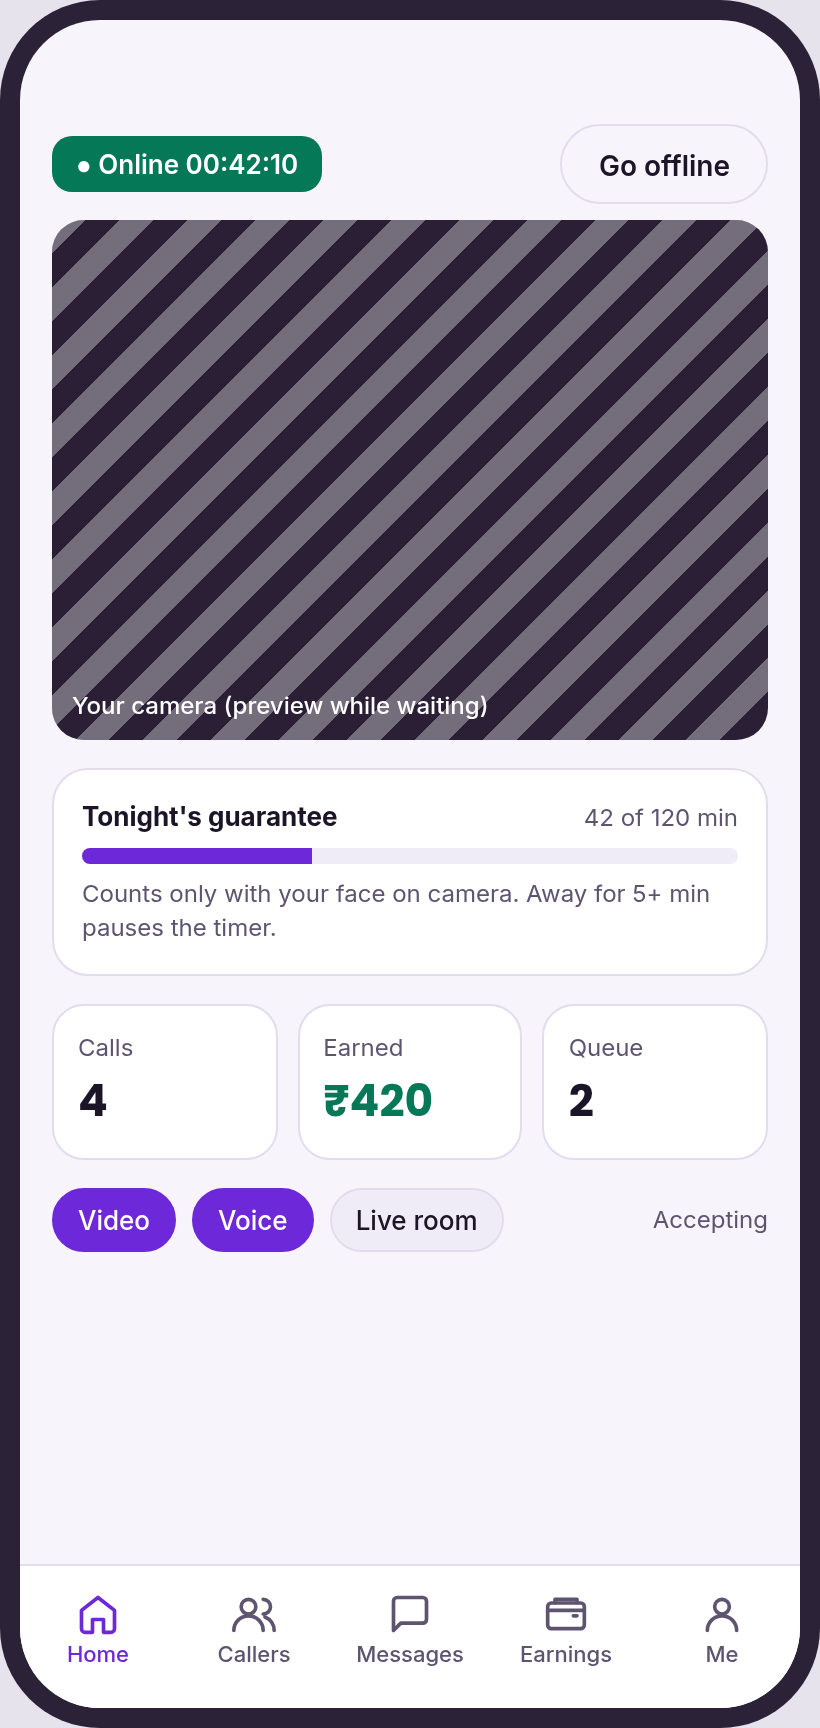 ● Online 00:42:10
Go offline
Your camera (preview while waiting)
Tonight's guarantee
42 of 120 min
Counts only with your face on camera. Away for 5+ min
pauses the timer.
Calls
4
Earned
₹420
Queue
2
Video
Voice
Live room
Accepting
Home
Callers
Messages
Earnings
Me